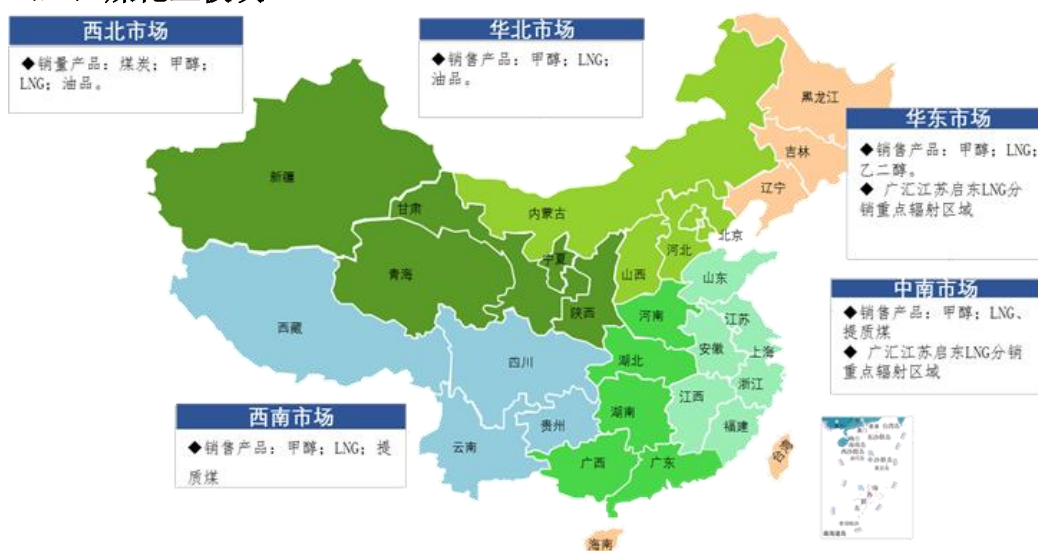 西北市场
◆销量产品：煤炭；甲醇；
LNG；油品。
华北市场
◆销售产品：甲醇；LNG；
油品。
华东市场
◆销售产品：甲醇；LNG；
乙二醇。
◆ 广汇江苏启东LNG分
销重点辐射区域
中南市场
◆销售产品：甲醇；LNG、
提质煤
◆ 广汇江苏启东LNG分销
重点辐射区域
西南市场
◆销售产品：甲醇；LNG；提
质煤
黑龙江
吉林
辽宁
新疆
甘肃
内蒙古
北京
河北
宁夏
山西
青海
山东
陕西
河南
江苏
西藏
安徽
上海
四川
湖北
浙江
江西
湖南
贵州
福建
云南
广西
广东
台湾
海南
南海诸岛